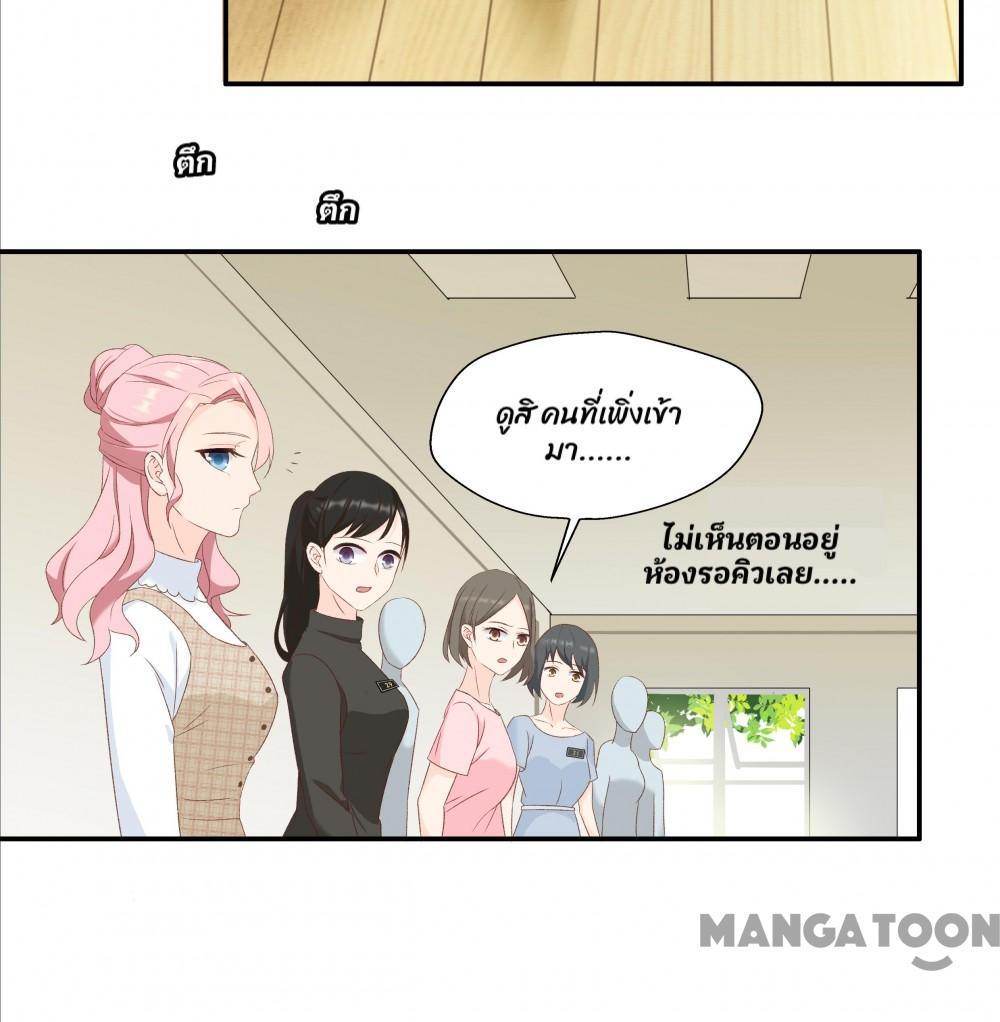 ตึก
ตึก
ดูสิ คนที่เพิ่งเข้า
มา......
ไม่เห็นตอนอยู่
ห้องรอคิวเลย.....
29
MANGATOON